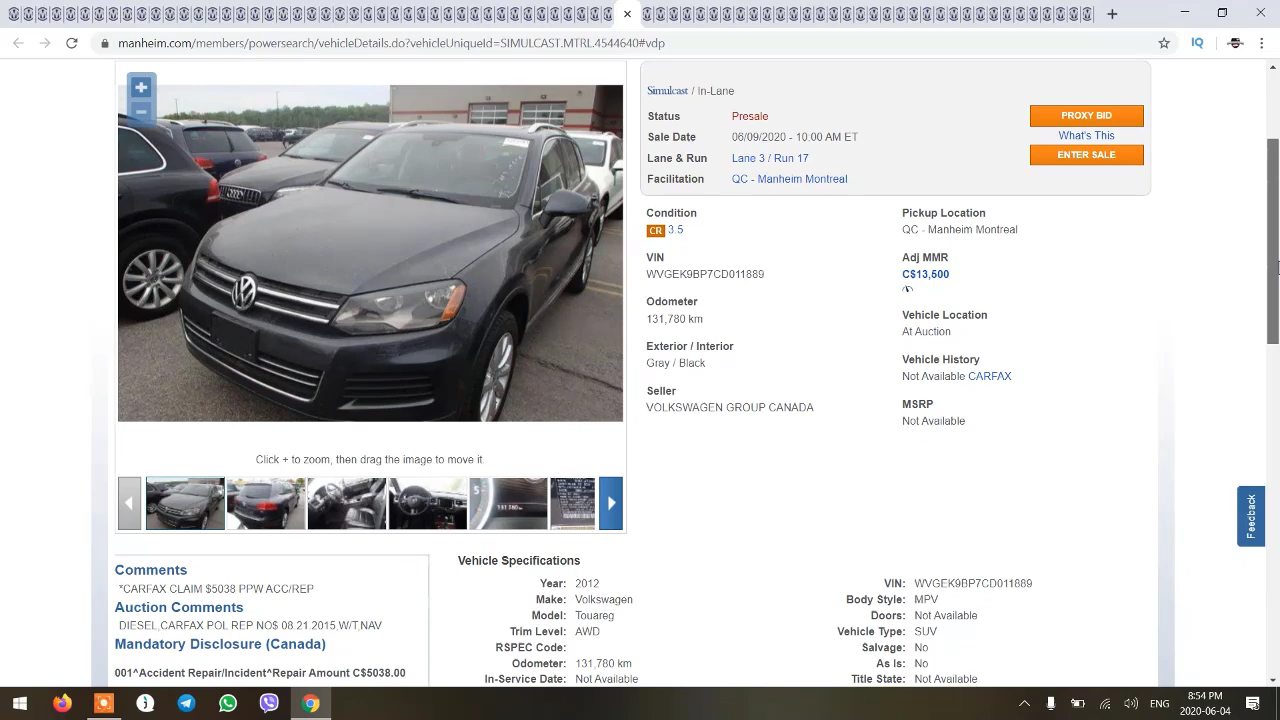 manheim.com/members/powersearch/vehicleDetails.do?vehicleUniqueId=SIMULCAST.MTRL.4544640#vdp
IQ
Simulcast / In-Lane
Status Presale
Sale Date 06/09/2020 - 10:00 AM ET
Lane & Run Lane 3 / Run 17
Facilitation QC - Manheim Montreal
PROXY BID
What's This
ENTER SALE
Condition
CR 3.5
VIN
WVGEK9BP7CD011889
Odometer
131,780 km
Exterior / Interior
Gray / Black
Seller
VOLKSWAGEN GROUP CANADA
Pickup Location
QC - Manheim Montreal
Adj MMR
C$13,500
Vehicle Location
At Auction
Vehicle History
Not Available CARFAX
MSRP
Not Available
Click + to zoom, then drag the image to move it.
131780
Feedback
Comments
*CARFAX CLAIM $5038 PPW ACC/REP
Auction Comments
DIESEL,CARFAX POL REP NO$ 08.21.2015,W/T,NAV
Mandatory Disclosure (Canada)
001^Accident Repair/Incident^Repair Amount C$5038.00
Vehicle Specifications
Year: 2012
Make: Volkswagen
Model: Touareg
Trim Level: AWD
RSPEC Code:
Odometer: 131,780 km
In-Service Date: Not Available
VIN: WVGEK9BP7CD011889
Body Style: MPV
Doors: Not Available
Vehicle Type: SUV
Salvage: No
As Is: No
Title State: Not Available
ENG
8:54 PM
2020-06-04